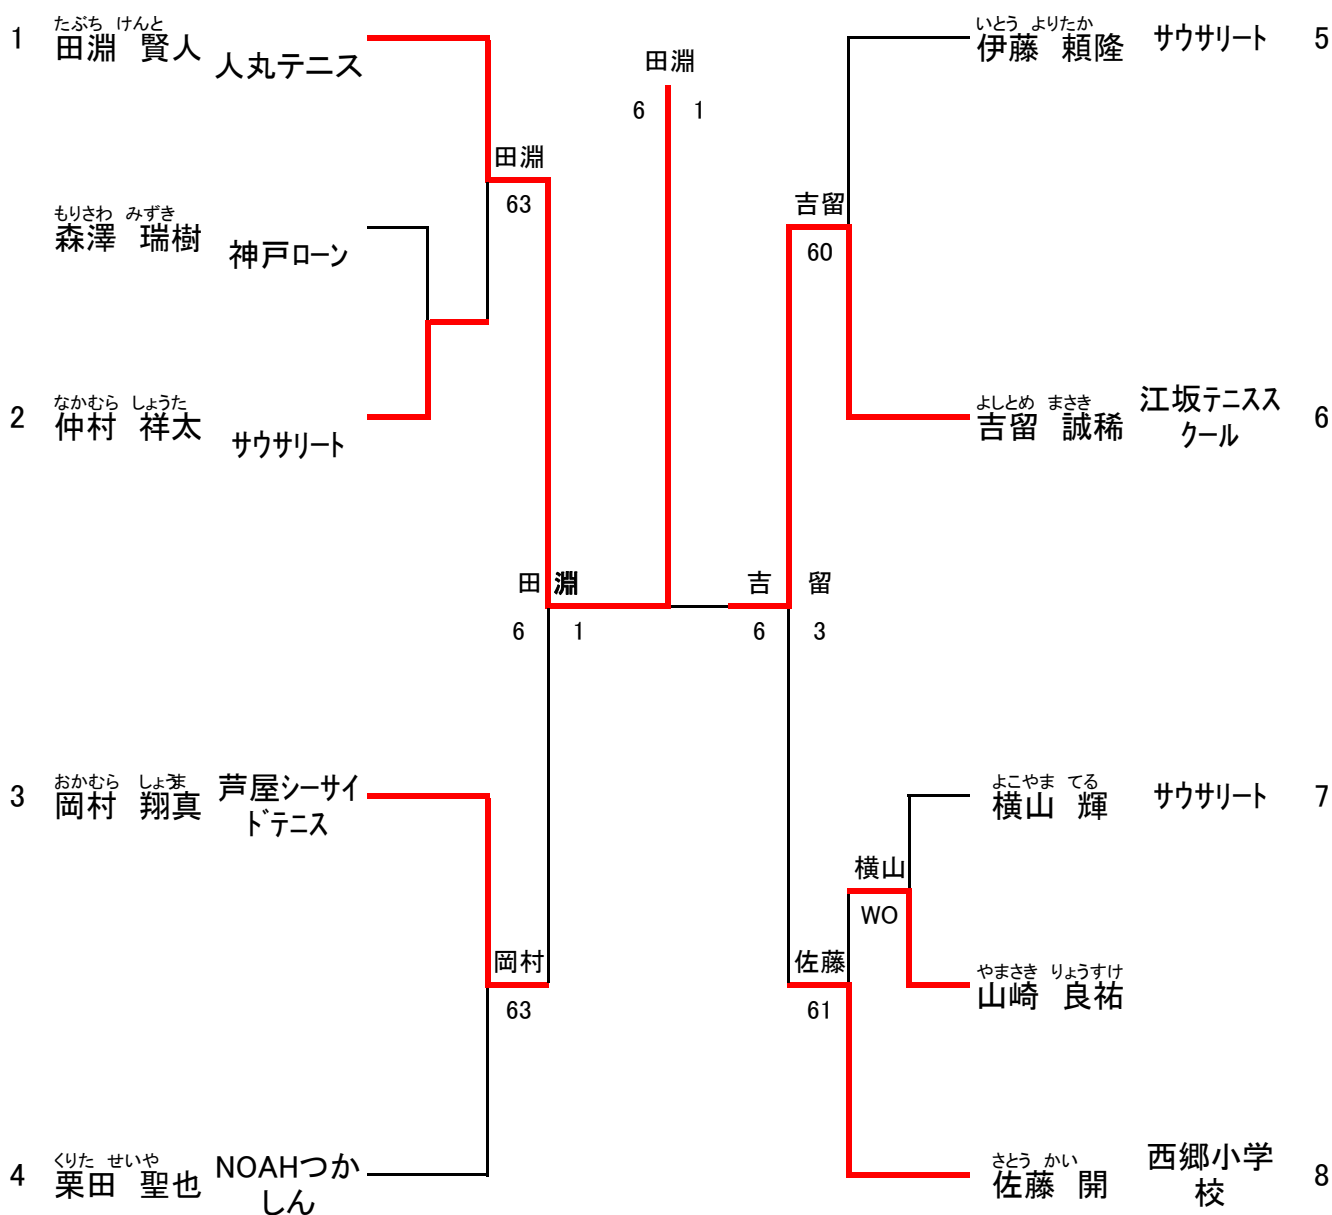 たぶち けんと
1 田淵 賢人 人丸テニス
もりさわ みずき
森澤 瑞樹 神戸ローン
なかむら しょうた
2 仲村 祥太 サウサリート
おかむら しょうま
3 岡村 翔真 芦屋シーサイ
ドテニス
くりた せいや
4 栗田 聖也 NOAHつか
しん
田淵
63
岡村
63
田淵
6 1
田淵
6 1
吉留
6 3
吉留
60
横山
WO
佐藤
61
いとう よりたか
伊藤 頼隆 サウサリート 5
よしとめ まさき
吉留 誠稀 江坂テニスス
クール 6
よこやま てる
横山 輝 サウサリート 7
やまさき りょうすけ
山崎 良祐
さとう かい
佐藤 開 西郷小学
校 8